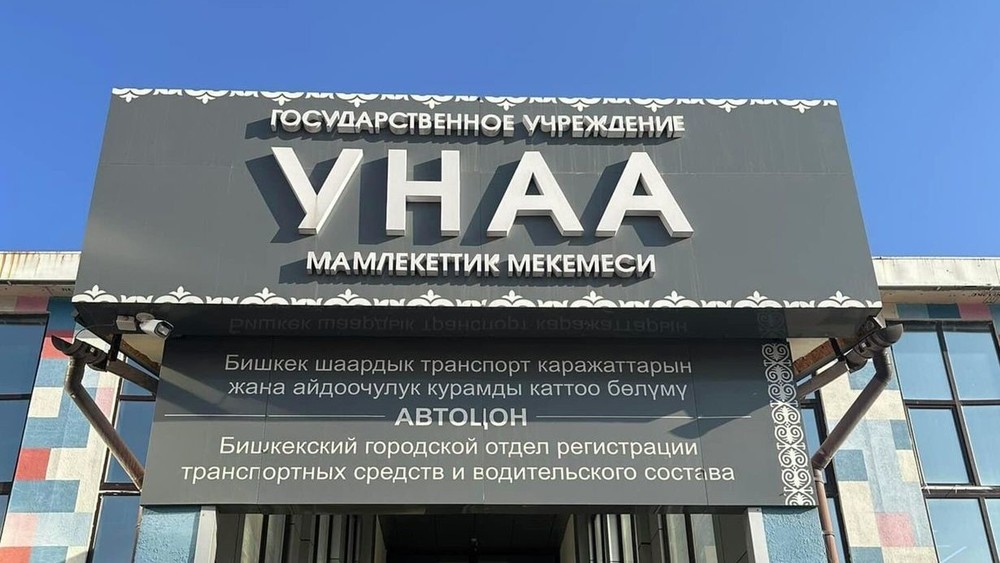 ГОСУДАРСТВЕННОЕ УЧРЕЖДЕНИЕ
УНАА
МАМЛЕКЕТТИК МЕКЕМЕСИ
Бишкек шаардык транспорт каражаттарын
жана айдоочулук курамды каттоо бөлүмү
АВТОЦОН
Бишкекский городской отдел регистрации
транспортных средств и водительского состава